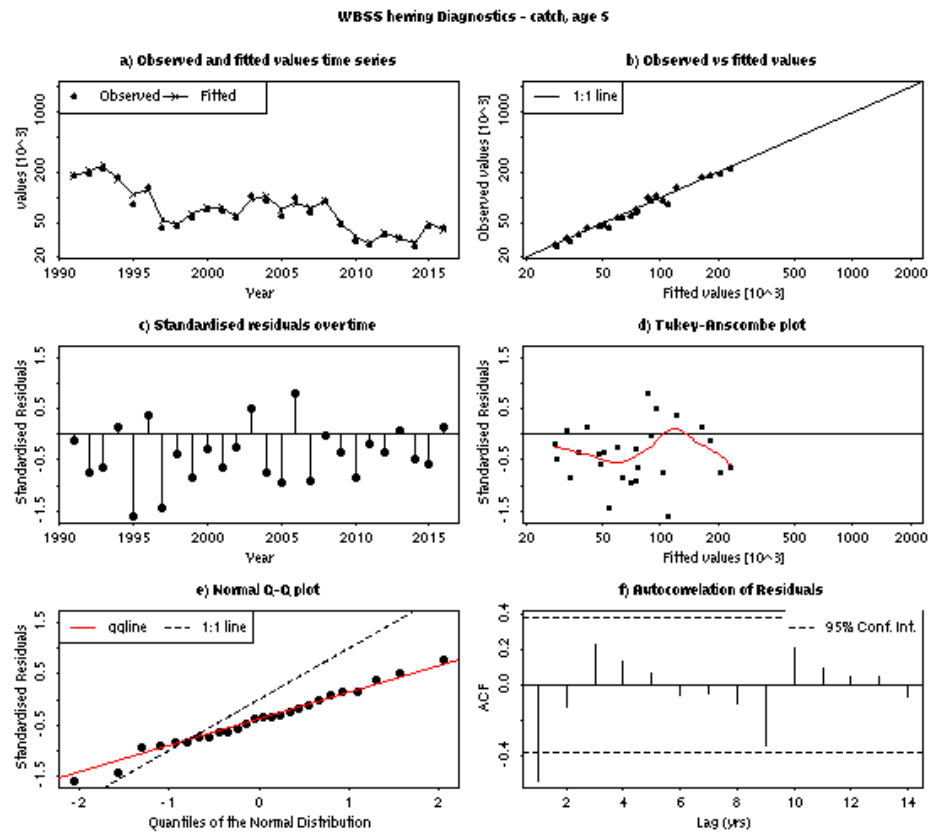 WBSS herring Diagnostics - catch, age 5
a) Observed and fitted values time series
Observed Fitted
values [10^3]
1000
200
50
20
1990 1995 2000 2005 2010 2015
Year
b) Observed vs fitted values
1:1 line
Observed values [10^3]
1000
200
50
20
20 50 100 200 500 1000 2000
Fitted values [10^3]
c) Standardised residuals over time
Standardised Residuals
1.5
0.5
-0.5
-1.5
1990 1995 2000 2005 2010 2015
Year
d) Tukey-Anscombe plot
Standardised Residuals
1.5
0.5
-0.5
-1.5
20 50 100 200 500 1000 2000
Fitted values [10^3]
e) Normal Q-Q plot
qqline 1:1 line
Standardised Residuals
1.5
0.5
-0.5
-1.5
-2 -1 0 1 2
Quantiles of the Normal Distribution
f) Autocorrelation of Residuals
95% Conf. Int.
ACF
0.4
0.2
0.0
-0.4
2 4 6 8 10 12 14
Lag (yrs)